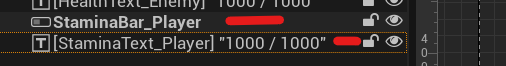 [HealthText_Enemy] "1000 / 1000"
StaminaBar_Player
[StaminaText_Player] "1000 / 1000"
4
0